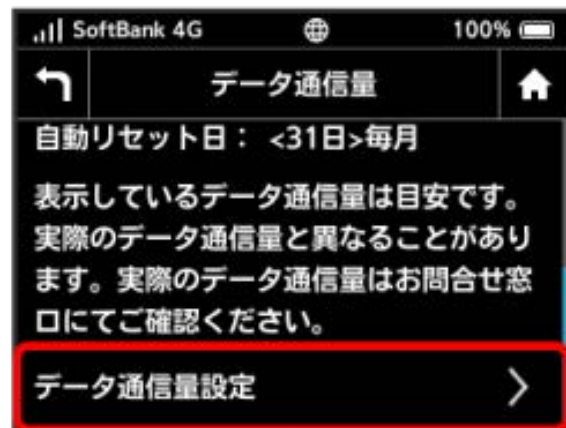 SoftBank 4G 100%
データ通信量
自動リセット日： <31日>毎月
表示しているデータ通信量は目安です。
実際のデータ通信量と異なることがあり
ます。実際のデータ通信量はお問合せ窓
口にてご確認ください。
データ通信量設定